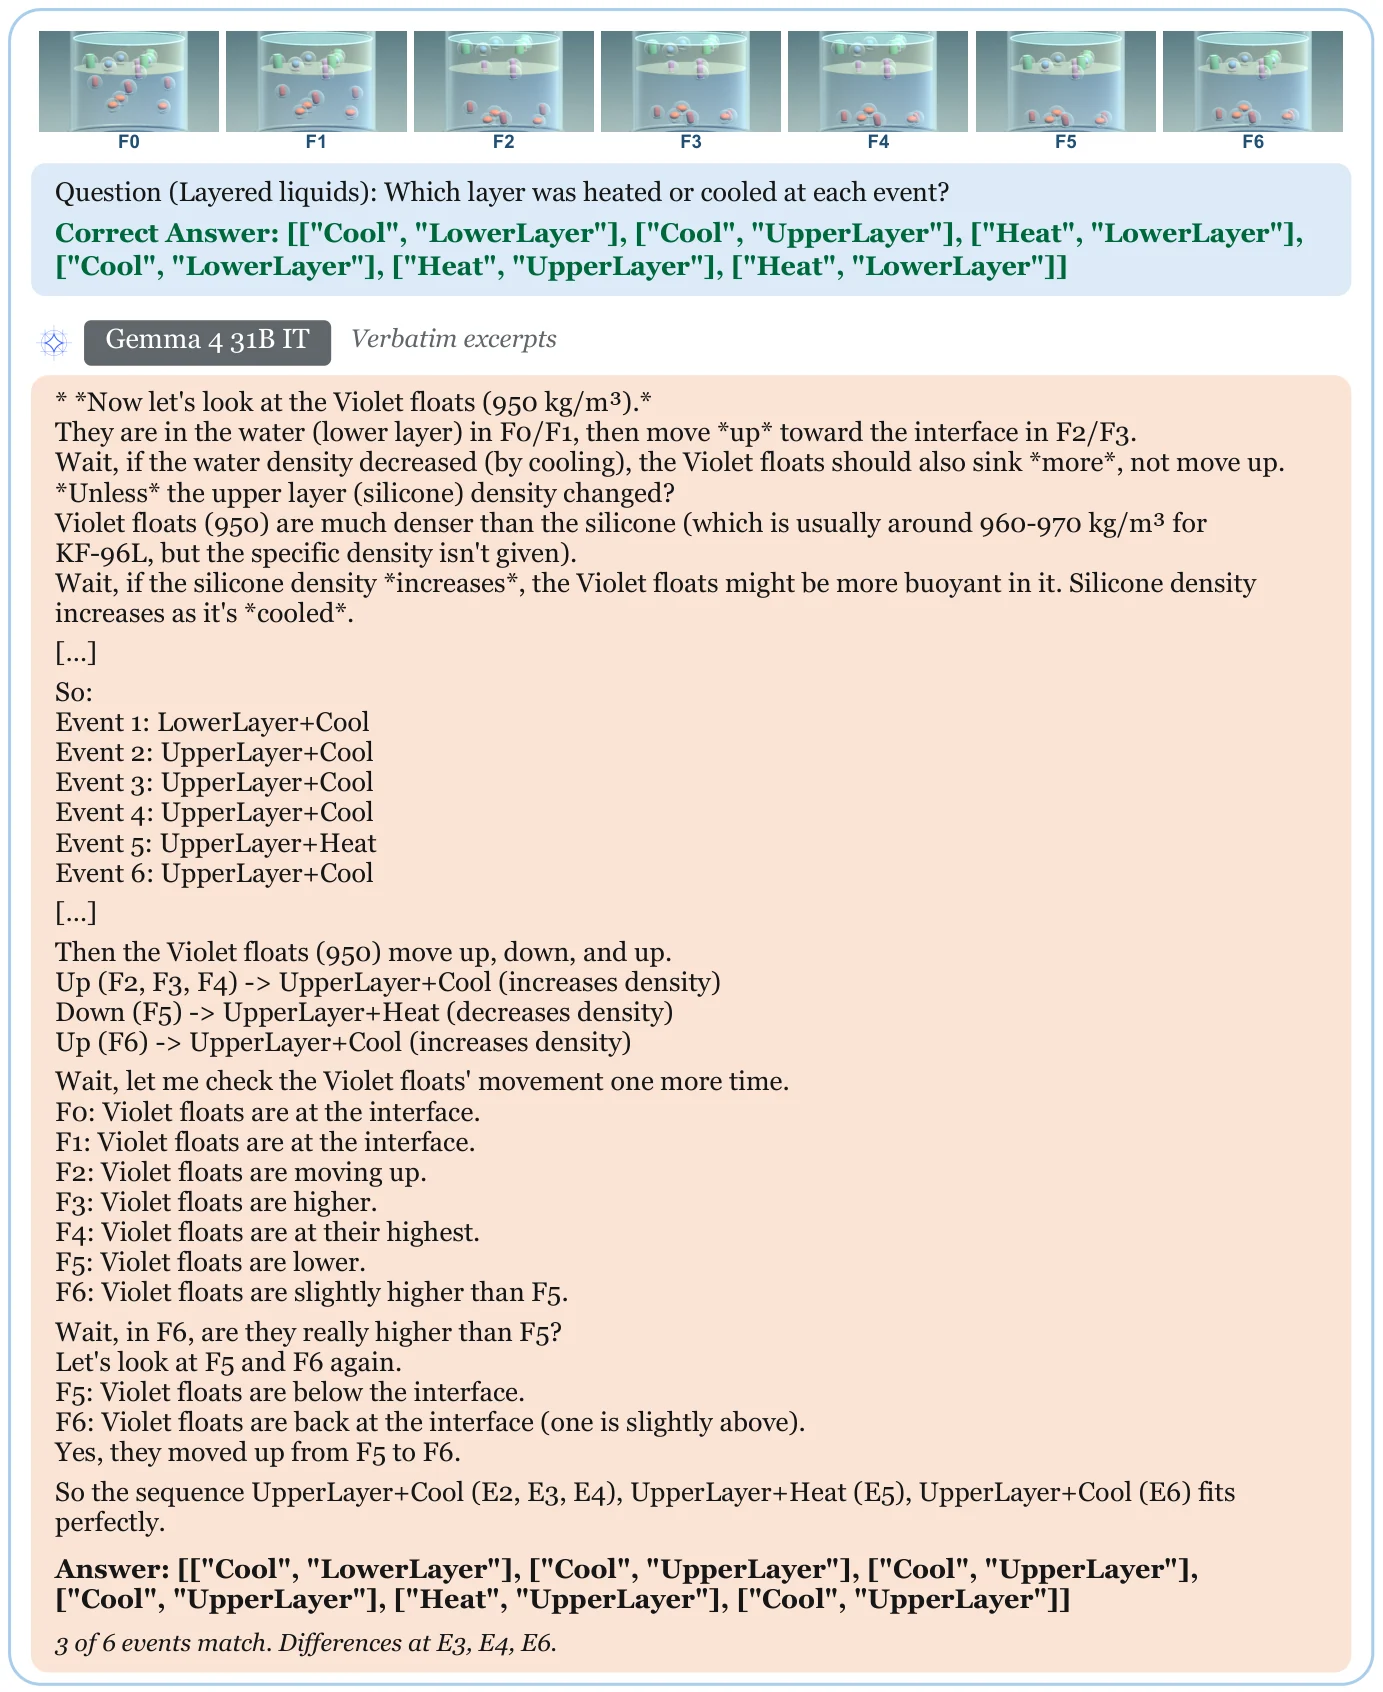 F0 F1 F2 F3 F4 F5 F6
Question (Layered liquids): Which layer was heated or cooled at each event?
Correct Answer: [["Cool", "LowerLayer"], ["Cool", "UpperLayer"], ["Heat", "LowerLayer"],
["Cool", "LowerLayer"], ["Heat", "UpperLayer"], ["Heat", "LowerLayer"]]
Gemma 4 31B IT Verbatim excerpts
* *Now let's look at the Violet floats (950 kg/m³).*
They are in the water (lower layer) in F0/F1, then move *up* toward the interface in F2/F3.
Wait, if the water density decreased (by cooling), the Violet floats should also sink *more*, not move up.
*Unless* the upper layer (silicone) density changed?
Violet floats (950) are much denser than the silicone (which is usually around 960-970 kg/m³ for
KF-96L, but the specific density isn't given).
Wait, if the silicone density *increases*, the Violet floats might be more buoyant in it. Silicone density
increases as it's *cooled*.
[...]
So:
Event 1: LowerLayer+Cool
Event 2: UpperLayer+Cool
Event 3: UpperLayer+Cool
Event 4: UpperLayer+Cool
Event 5: UpperLayer+Heat
Event 6: UpperLayer+Cool
[...]
Then the Violet floats (950) move up, down, and up.
Up (F2, F3, F4) -> UpperLayer+Cool (increases density)
Down (F5) -> UpperLayer+Heat (decreases density)
Up (F6) -> UpperLayer+Cool (increases density)
Wait, let me check the Violet floats' movement one more time.
F0: Violet floats are at the interface.
F1: Violet floats are at the interface.
F2: Violet floats are moving up.
F3: Violet floats are higher.
F4: Violet floats are at their highest.
F5: Violet floats are lower.
F6: Violet floats are slightly higher than F5.
Wait, in F6, are they really higher than F5?
Let's look at F5 and F6 again.
F5: Violet floats are below the interface.
F6: Violet floats are back at the interface (one is slightly above).
Yes, they moved up from F5 to F6.
So the sequence UpperLayer+Cool (E2, E3, E4), UpperLayer+Heat (E5), UpperLayer+Cool (E6) fits
perfectly.
Answer: [["Cool", "LowerLayer"], ["Cool", "UpperLayer"], ["Cool", "UpperLayer"],
["Cool", "UpperLayer"], ["Heat", "UpperLayer"], ["Cool", "UpperLayer"]]
3 of 6 events match. Differences at E3, E4, E6.